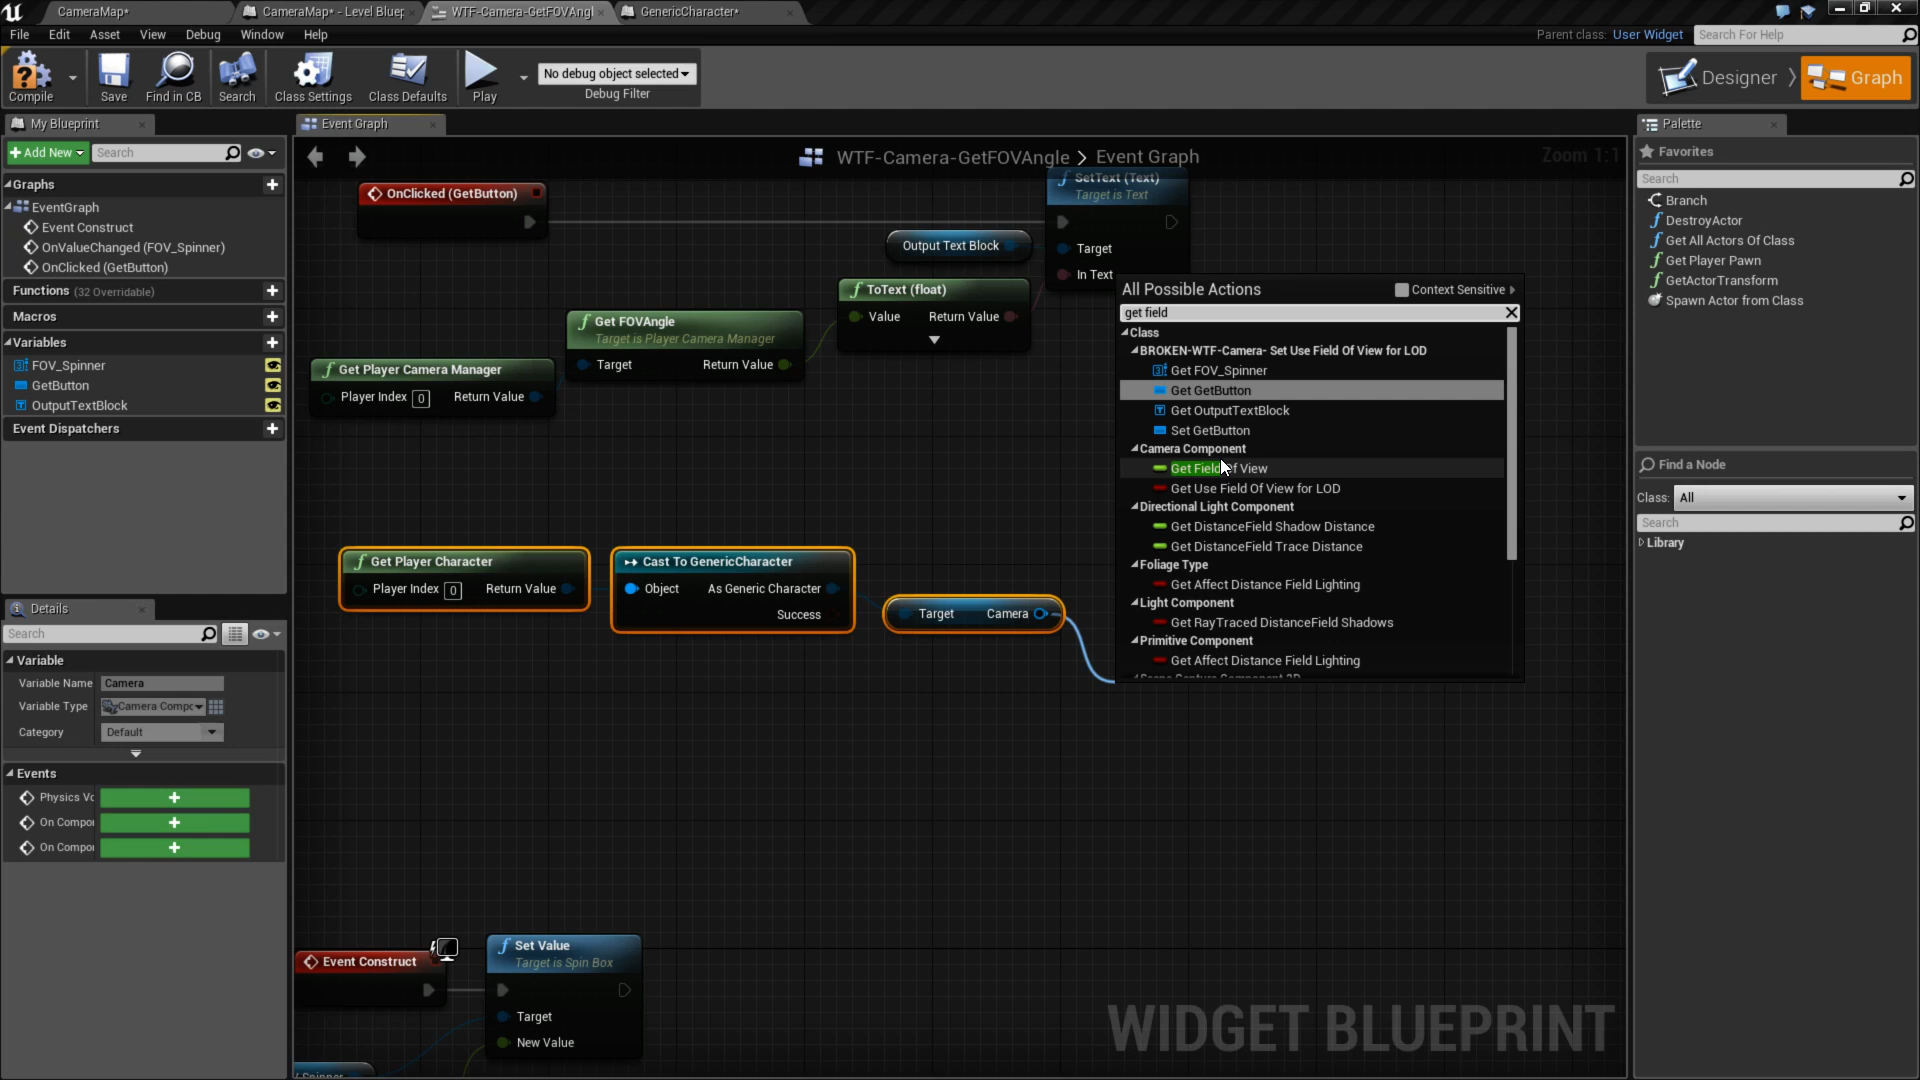 CameraMap*
CameraMap* - Level Bluep
WTF-Camera-GetFOVAngl
GenericCharacter*
File Edit Asset View Debug Window Help
Parent class: User Widget
Search For Help
Compile
Save
Find in CB
Search
Class Settings
Class Defaults
Play
No debug object selected
Debug Filter
Designer
Graph
My Blueprint
Add New
Search
Graphs
EventGraph
Event Construct
OnValueChanged (FOV_Spinner)
OnClicked (GetButton)
Functions (32 Overridable)
Macros
Variables
FOV_Spinner
GetButton
OutputTextBlock
Event Dispatchers
Details
Search
Variable
Variable Name Camera
Variable Type Camera Compc
Category Default
Events
Physics Vc
On Compor
On Compor
Event Graph
WTF-Camera-GetFOVAngle > Event Graph
Zoom 1:1
OnClicked (GetButton)
SetText (Text)
Target is Text
Output Text Block
Target
In Text
ToText (float)
Value Return Value
Get FOVAngle
Target is Player Camera Manager
Target Return Value
Get Player Camera Manager
Player Index 0 Return Value
Get Player Character
Player Index 0 Return Value
Cast To GenericCharacter
Object As Generic Character
Success
Target Camera
Event Construct
Set Value
Target is Spin Box
Target
New Value
Spinner
WIDGET BLUEPRINT
All Possible Actions
Context Sensitive
get field
Class
BROKEN-WTF-Camera- Set Use Field Of View for LOD
Get FOV_Spinner
Get GetButton
Get OutputTextBlock
Set GetButton
Camera Component
Get Field Of View
Get Use Field Of View for LOD
Directional Light Component
Get DistanceField Shadow Distance
Get DistanceField Trace Distance
Foliage Type
Get Affect Distance Field Lighting
Light Component
Get RayTraced DistanceField Shadows
Primitive Component
Get Affect Distance Field Lighting
Scene Capture Component 2D
Palette
Favorites
Search
Branch
DestroyActor
Get All Actors Of Class
Get Player Pawn
GetActorTransform
Spawn Actor from Class
Find a Node
Class: All
Search
Library